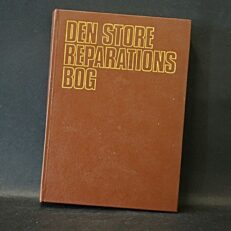 DEN STORE
REPARATIONS
BOG